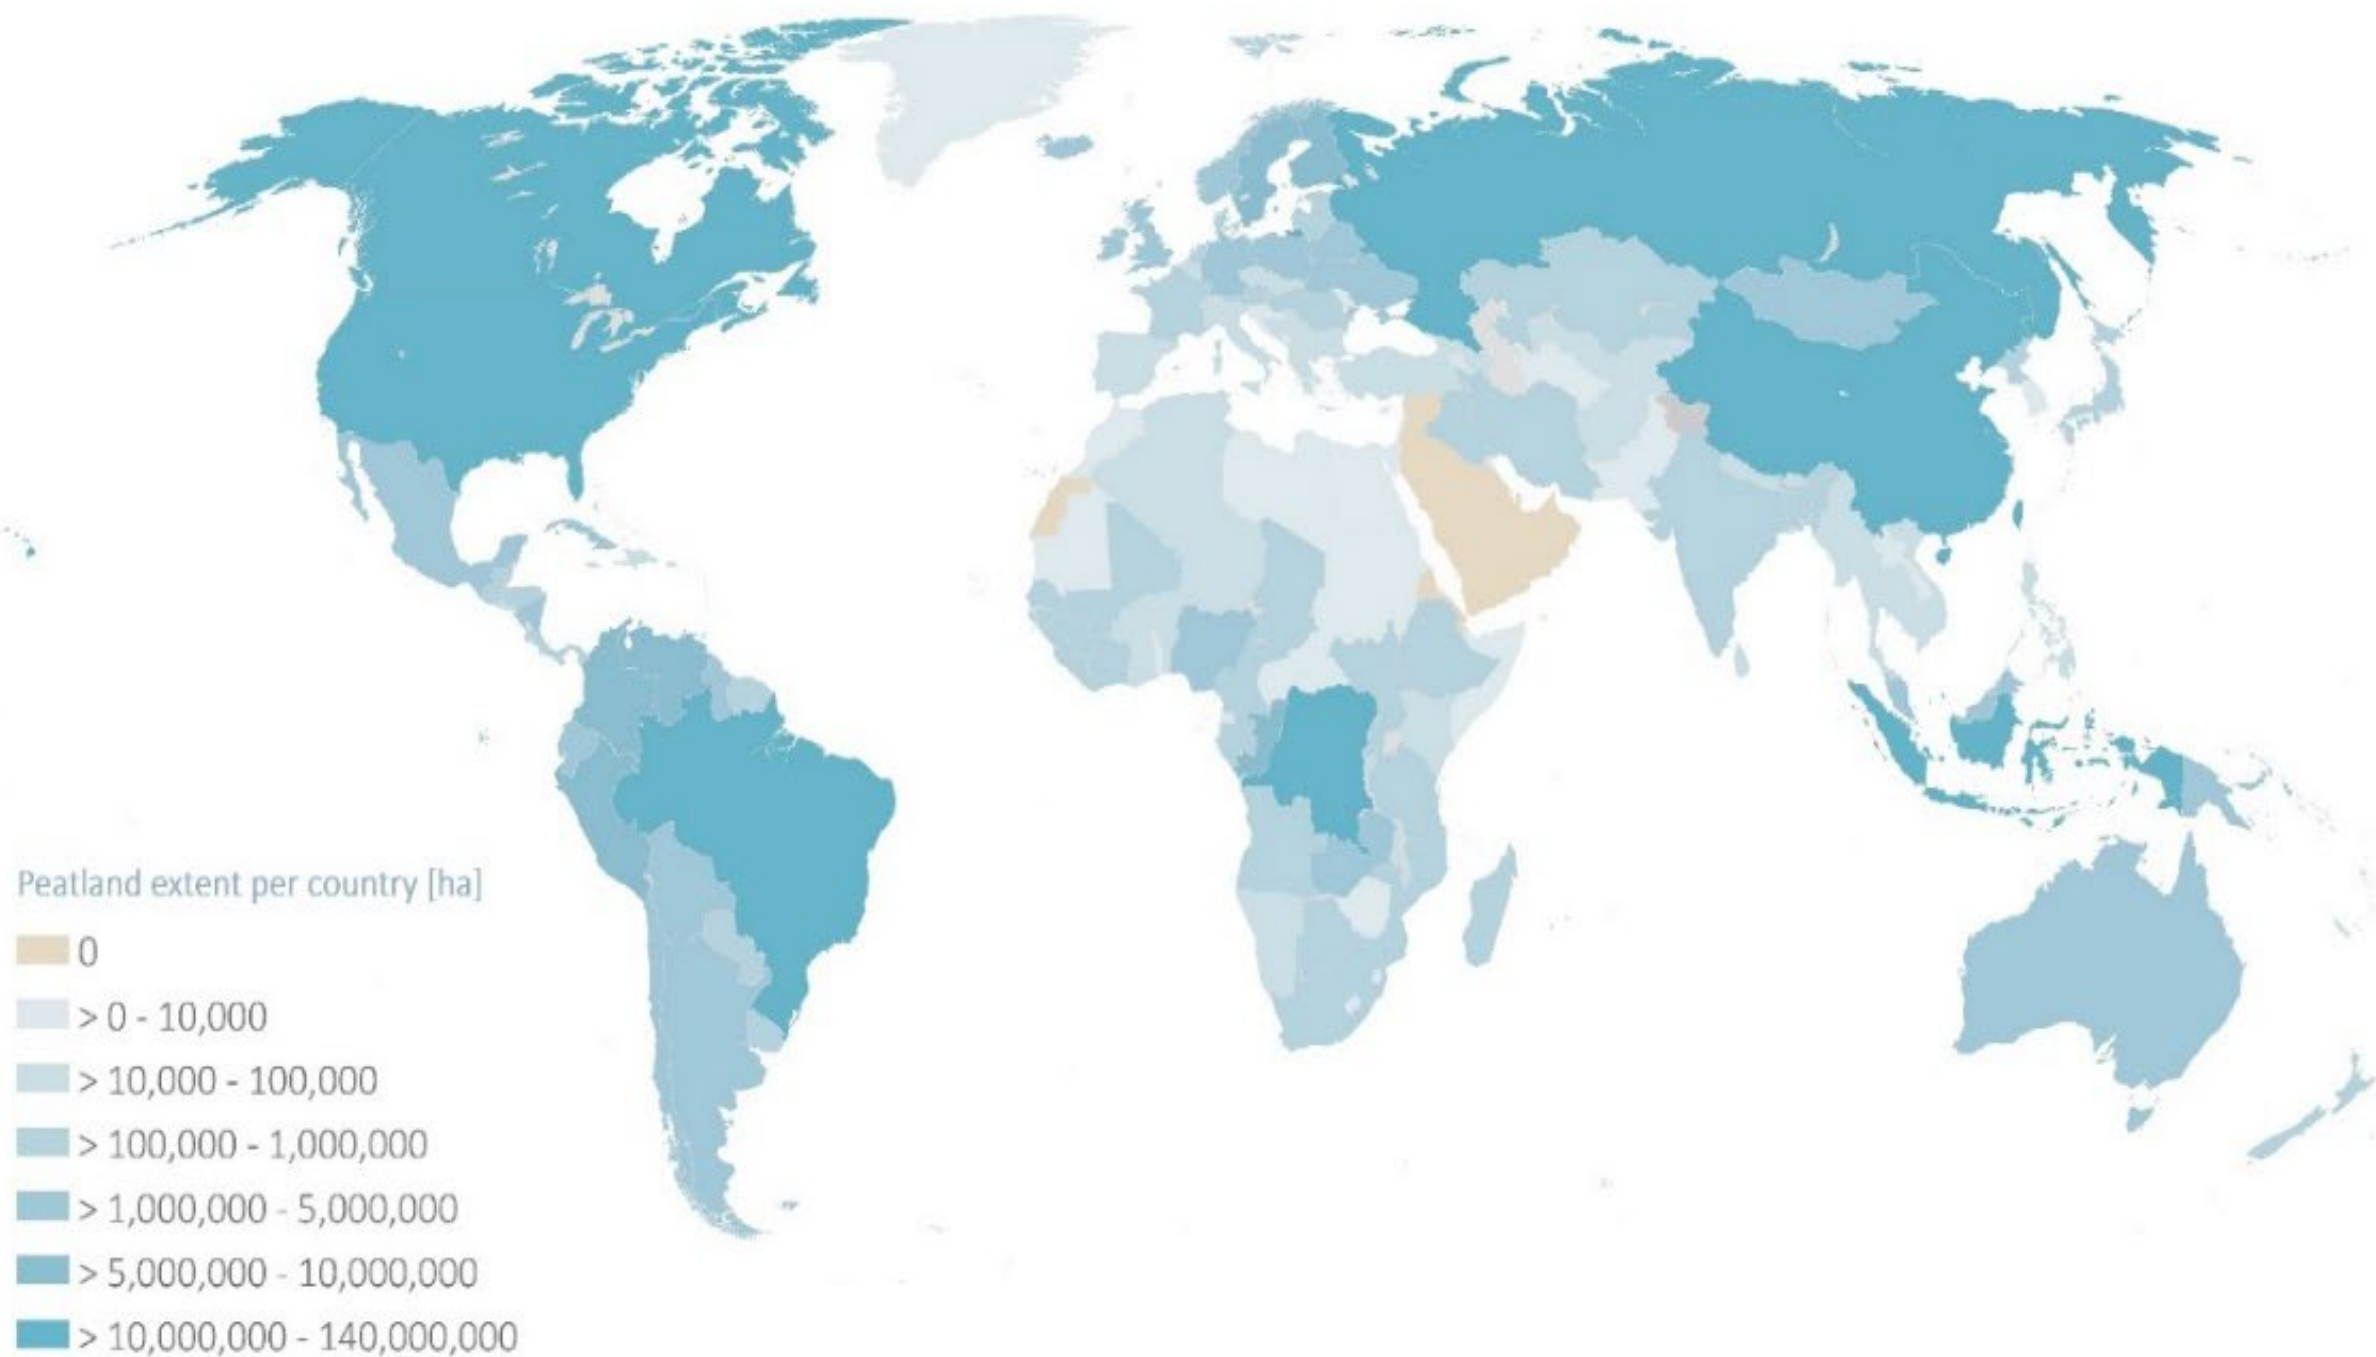 Peatland extent per country [ha]
0
> 0 - 10,000
> 10,000 - 100,000
> 100,000 - 1,000,000
> 1,000,000 - 5,000,000
> 5,000,000 - 10,000,000
> 10,000,000 - 140,000,000